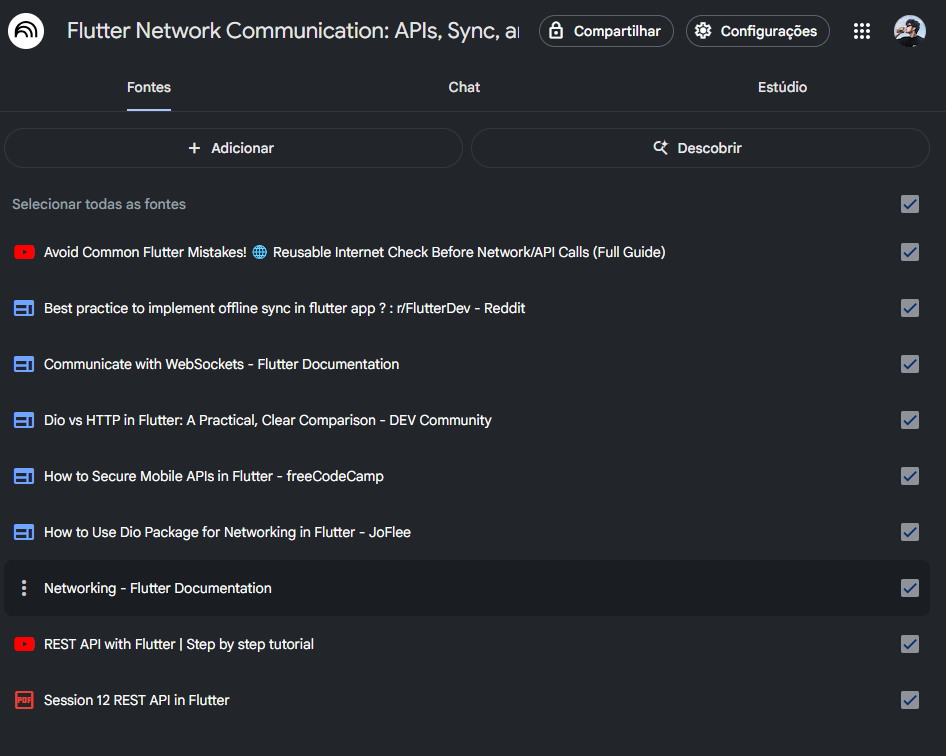 Flutter Network Communication: APIs, Sync, an
Compartilhar
Configurações
Fontes
Chat
Estúdio
+ Adicionar
Descobrir
Selecionar todas as fontes
Avoid Common Flutter Mistakes! 🌐 Reusable Internet Check Before Network/API Calls (Full Guide)
Best practice to implement offline sync in flutter app ? : r/FlutterDev - Reddit
Communicate with WebSockets - Flutter Documentation
Dio vs HTTP in Flutter: A Practical, Clear Comparison - DEV Community
How to Secure Mobile APIs in Flutter - freeCodeCamp
How to Use Dio Package for Networking in Flutter - JoFlee
Networking - Flutter Documentation
REST API with Flutter | Step by step tutorial
PDF
Session 12 REST API in Flutter